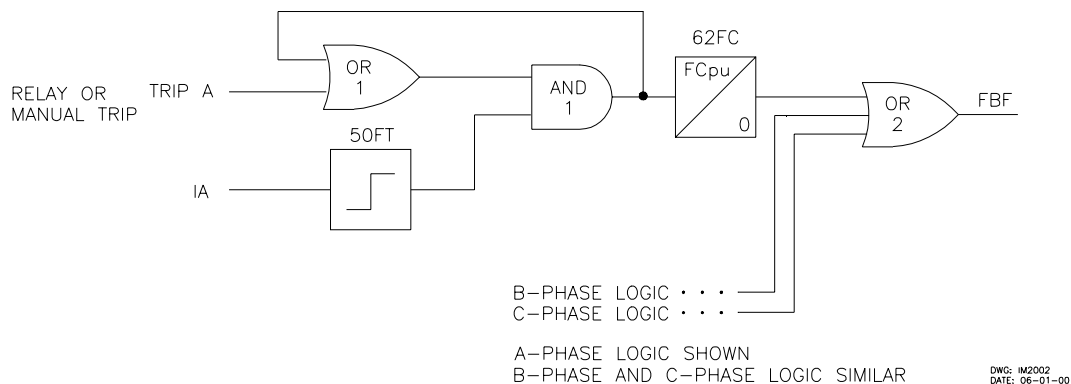 62FC
FCpu
0
OR
1
AND
1
OR
2
FBF
RELAY OR
MANUAL TRIP
TRIP A
50FT
IA
B-PHASE LOGIC · · ·
C-PHASE LOGIC · · ·
A-PHASE LOGIC SHOWN
B-PHASE AND C-PHASE LOGIC SIMILAR
DWG: IM2002
DATE: 06-01-00